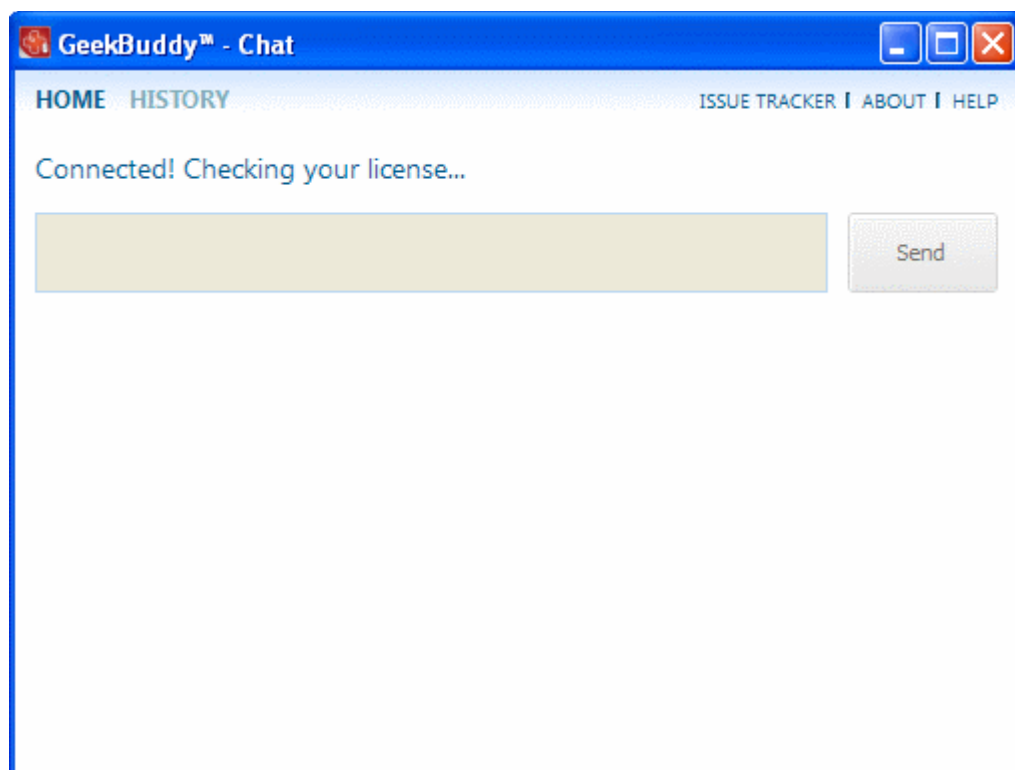 GeekBuddy™ - Chat
HOME HISTORY ISSUE TRACKER | ABOUT | HELP
Connected! Checking your license...
Send